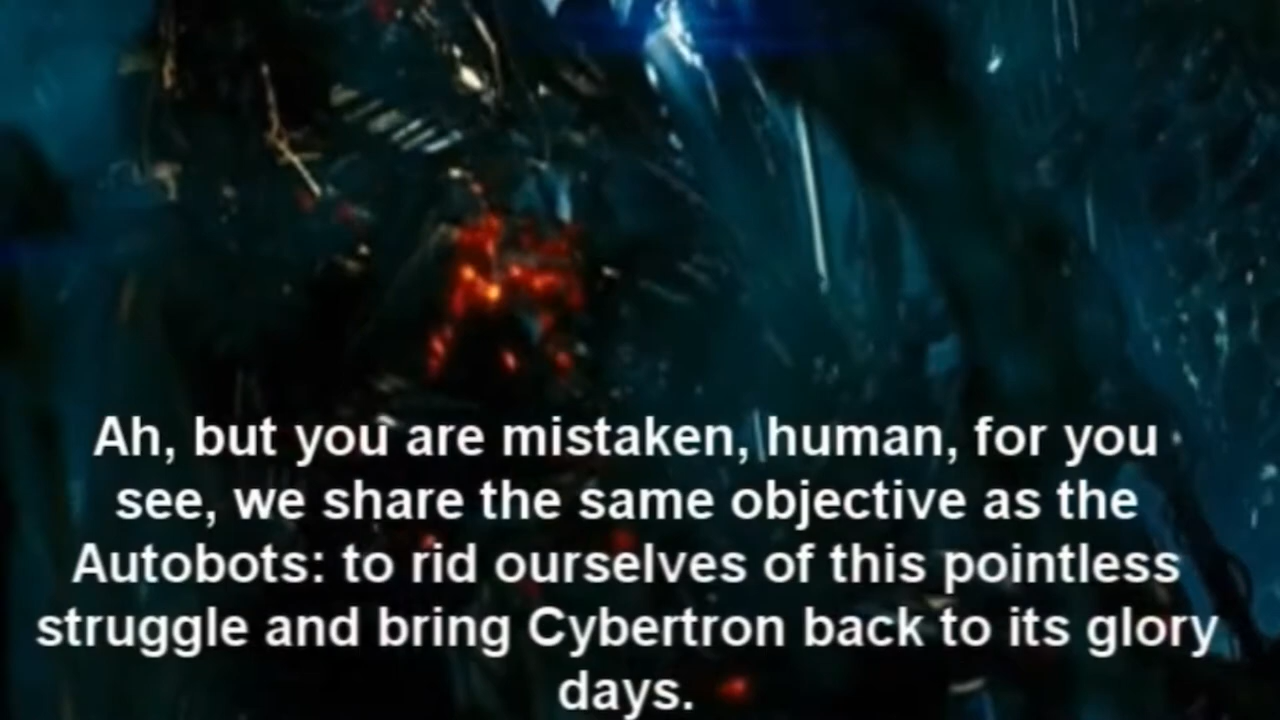 Ah, but you are mistaken, human, for you
see, we share the same objective as the
Autobots: to rid ourselves of this pointless
struggle and bring Cybertron back to its glory
days.